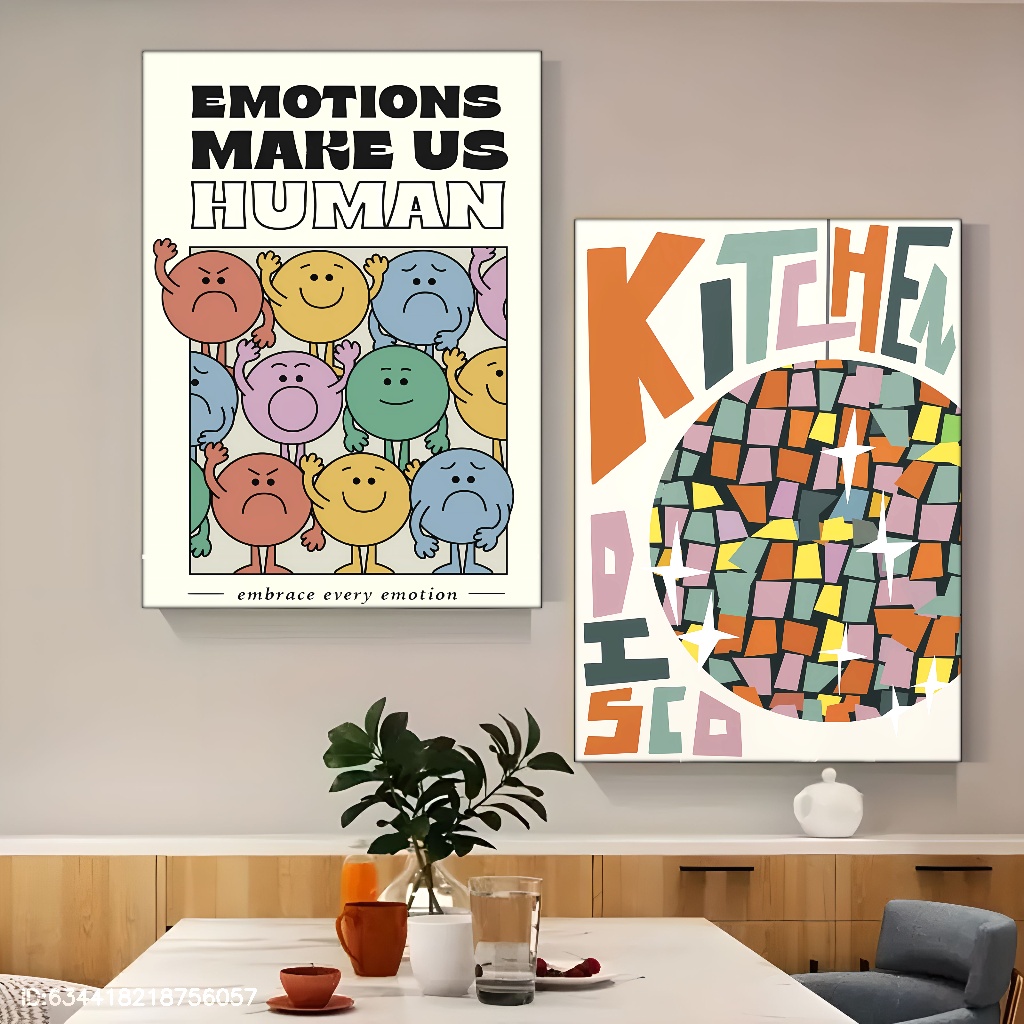 EMOTIONS
MAKE US
HUMAN
embrace every emotion
KITCHEN
DISCO
ID:634418218756057